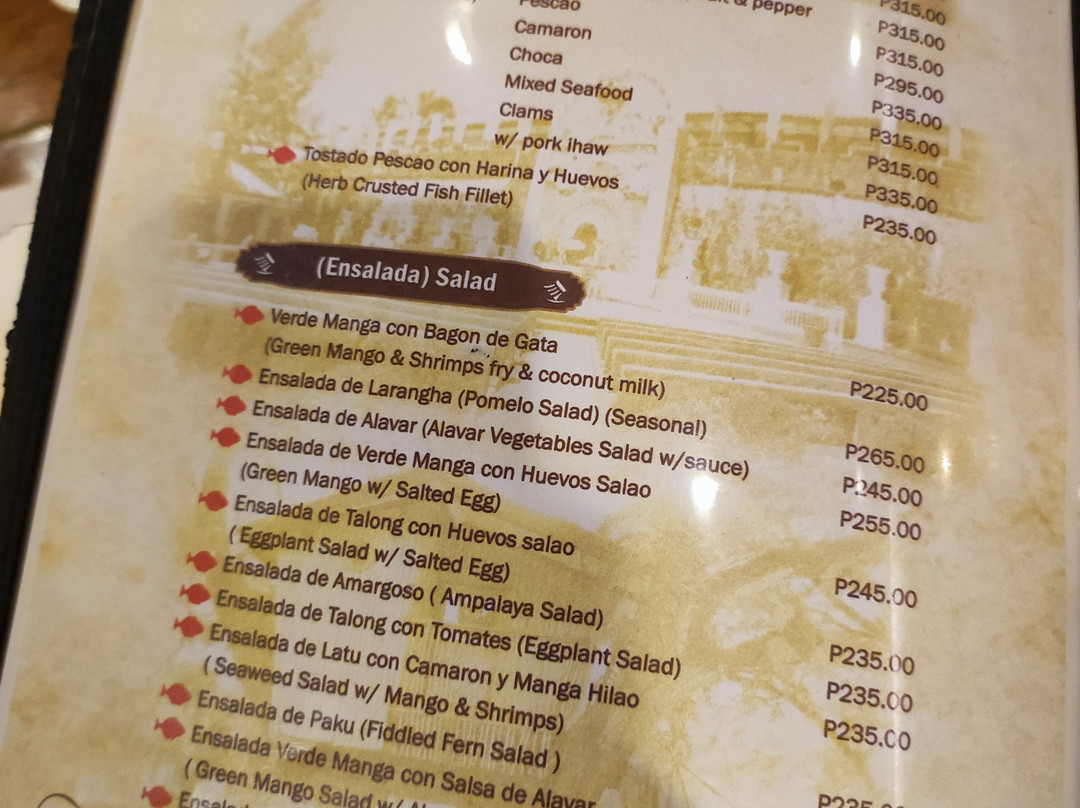 Pescao
& pepper
P315.00
Camaron
P315.00
Choca
P315.00
Mixed Seafood
P295.00
Clams
P335.00
w/ pork ihaw
P315.00
Tostado Pescao con Harina y Huevos
P315.00
(Herb Crusted Fish Fillet)
P335.00
P235.00
(Ensalada) Salad
Verde Manga con Bagon de Gata
(Green Mango & Shrimps fry & coconut milk)
P225.00
Ensalada de Larangha (Pomelo Salad) (Seasonal)
P265.00
Ensalada de Alavar (Alavar Vegetables Salad w/sauce)
P245.00
Ensalada de Verde Manga con Huevos Salao
P255.00
(Green Mango w/ Salted Egg)
Ensalada de Talong con Huevos salao
P245.00
( Eggplant Salad w/ Salted Egg)
Ensalada de Amargoso ( Ampalaya Salad)
P235.00
Ensalada de Talong con Tomates (Eggplant Salad)
P235.00
Ensalada de Latu con Camaron y Manga Hilao
P235.00
( Seaweed Salad w/ Mango & Shrimps)
Ensalada de Paku (Fiddled Fern Salad )
P235
Ensalada Verde Manga con Salsa de Alavar
( Green Mango Salad w/